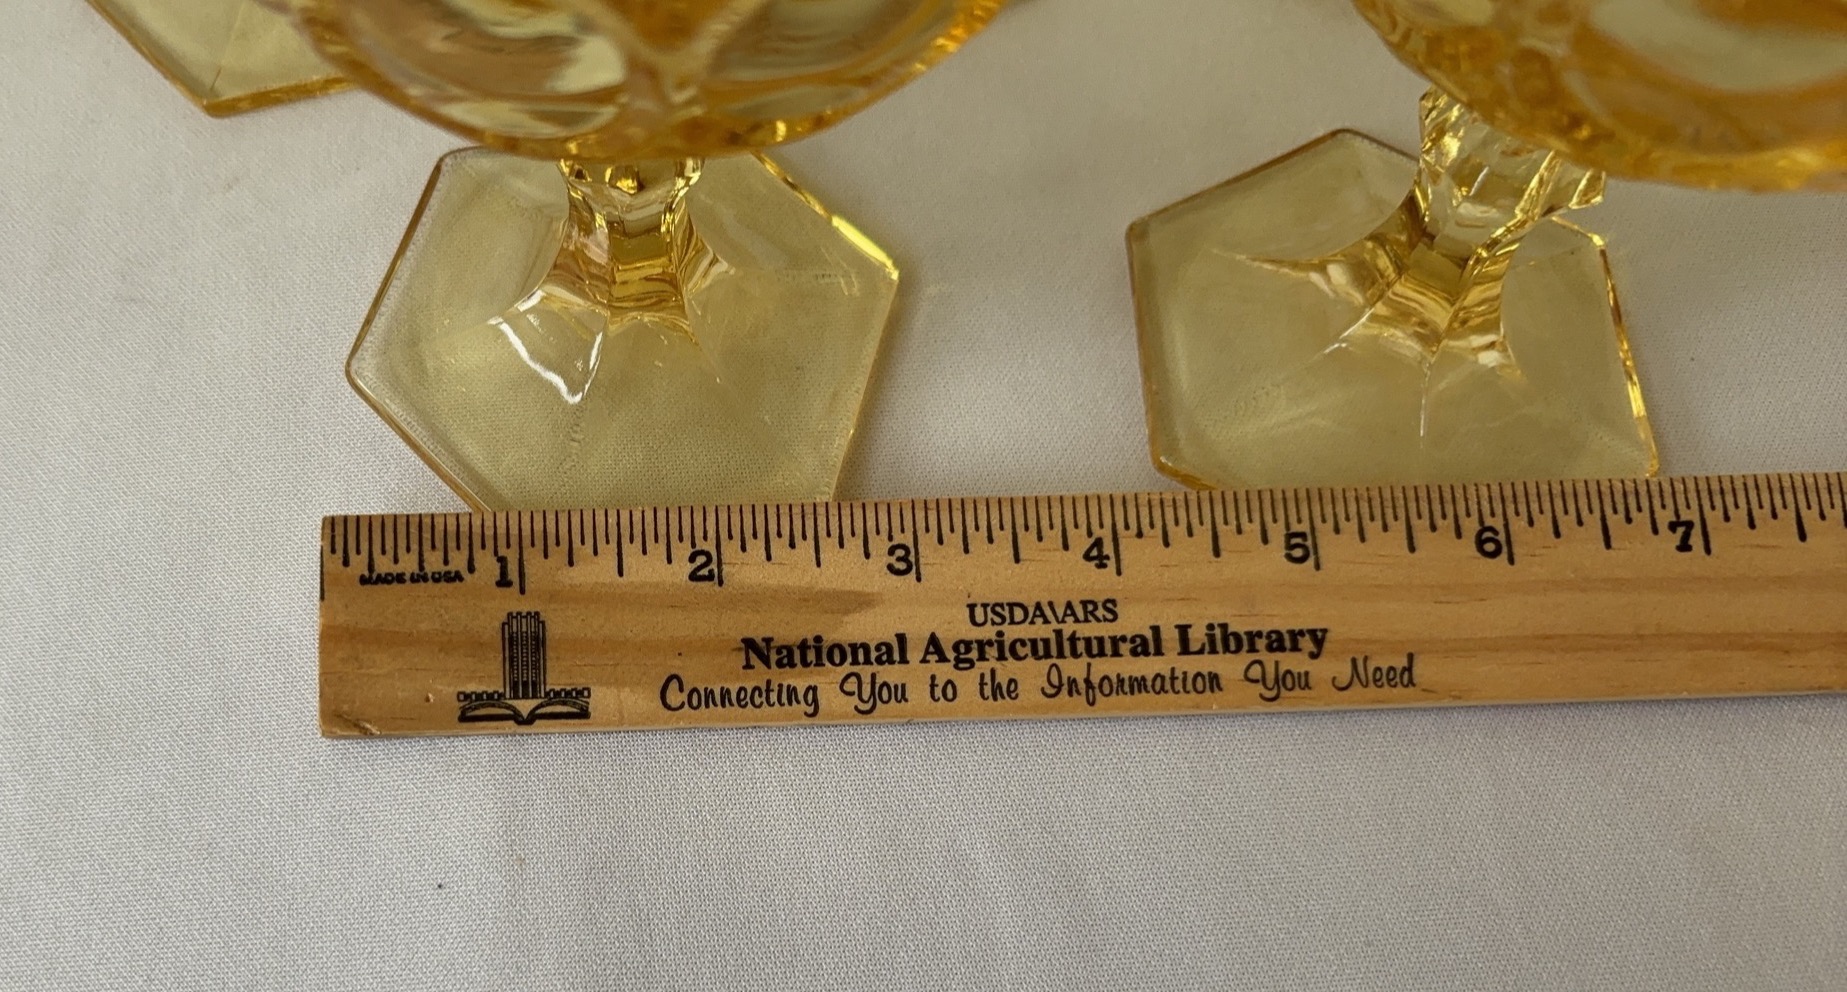 1 2 3 4 5 6 7
MADE IN USA
USDA\ARS
National Agricultural Library
Connecting You to the Information You Need